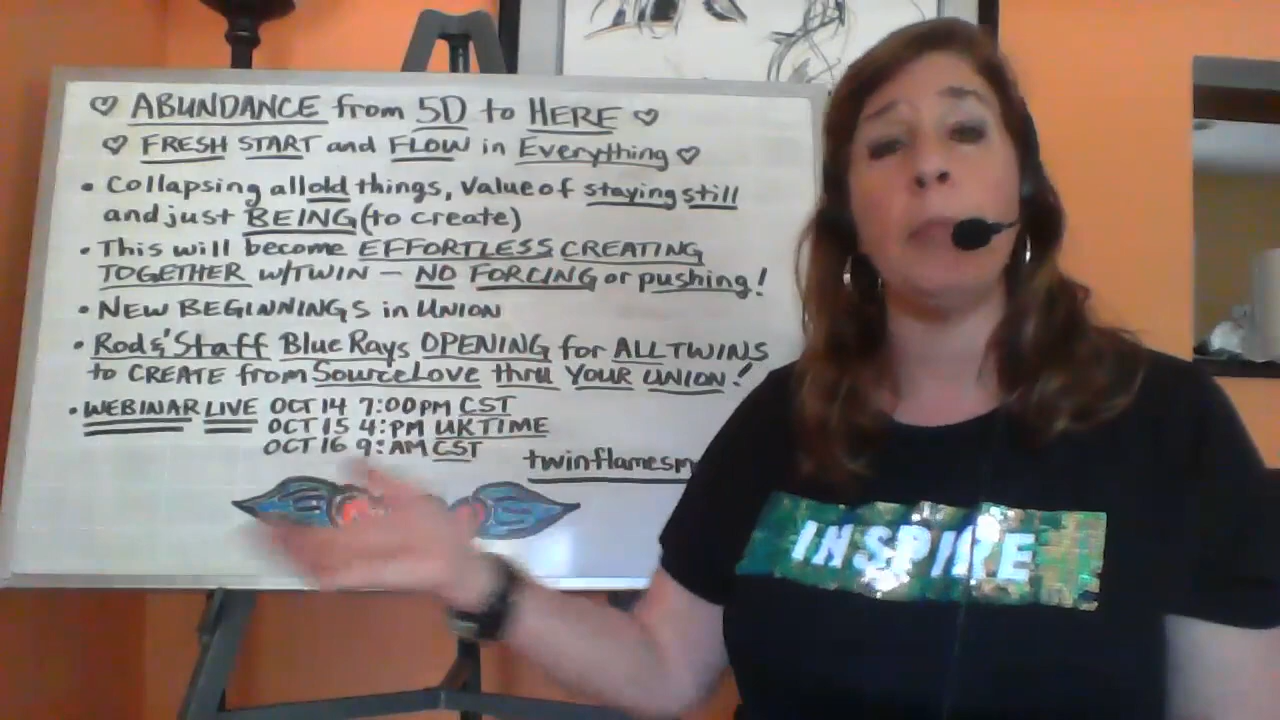 ♡ ABUNDANCE from 5D to HERE ♡
♡ FRESH START and FLOW in Everything ♡
• Collapsing all old things, Value of staying still
and just BEING (to create)
• This will become EFFORTLESS CREATING
TOGETHER w/TWIN – NO FORCING or pushing!
• NEW BEGINNINGS in UNION
• Rod & Staff Blue Rays OPENING for ALL TWINS
to CREATE from Source Love thru YOUR UNION!
• WEBINAR LIVE OCT 14 7:00PM CST
OCT 15 4:PM UK TIME
OCT 16 9:AM CST
twinflamesm
INSPIRE